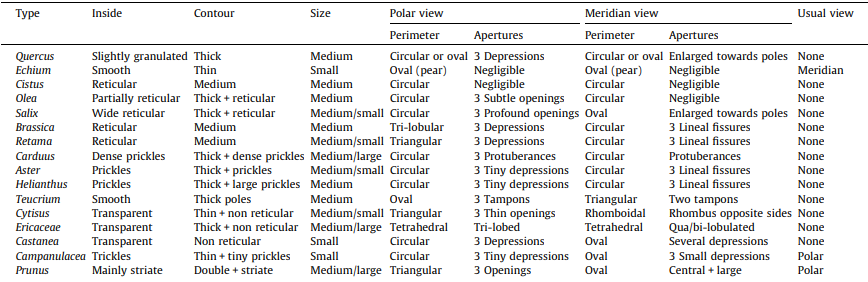 Type Inside Contour Size Polar view Meridian view Usual view
Perimeter Apertures Perimeter Apertures
Quercus Slightly granulated Thick Medium Circular or oval 3 Depressions Circular or oval Enlarged towards poles None
Echium Smooth Thin Small Oval (pear) Negligible Oval (pear) Negligible Meridian
Cistus Reticular Medium Medium Circular Negligible Circular Negligible None
Olea Partially reticular Thick + reticular Medium Circular 3 Subtle openings Circular Negligible None
Salix Wide reticular Thick + reticular Medium/small Circular 3 Profound openings Oval Enlarged towards poles None
Brassica Reticular Medium Medium Tri-lobular 3 Depressions Circular 3 Lineal fissures None
Retama Reticular Medium Medium/small Triangular 3 Depressions Circular 3 Lineal fissures None
Carduus Dense prickles Thick + dense prickles Medium/large Circular 3 Protuberances Circular Protuberances None
Aster Prickles Thick + prickles Medium/small Circular 3 Tiny depressions Circular 3 Lineal fissures None
Helianthus Prickles Thick + large prickles Medium Circular 3 Tiny depressions Circular 3 Lineal fissures None
Teucrium Smooth Thick poles Medium Oval 3 Tampons Triangular Two tampons None
Cytisus Transparent Thin + non reticular Medium/small Triangular 3 Thin openings Rhomboidal Rhombus opposite sides None
Ericaceae Transparent Thick + non reticular Medium/large Tetrahedral Tri-lobed Tetrahedral Qua/bi-lobulated None
Castanea Transparent Non reticular Small Circular 3 Depressions Oval Several depressions None
Campanulacea Trickles Thin + tiny prickles Small Circular 3 Tiny depressions Oval 3 Small depressions Polar
Prunus Mainly striate Double + striate Medium/large Triangular 3 Openings Oval Central + large Polar